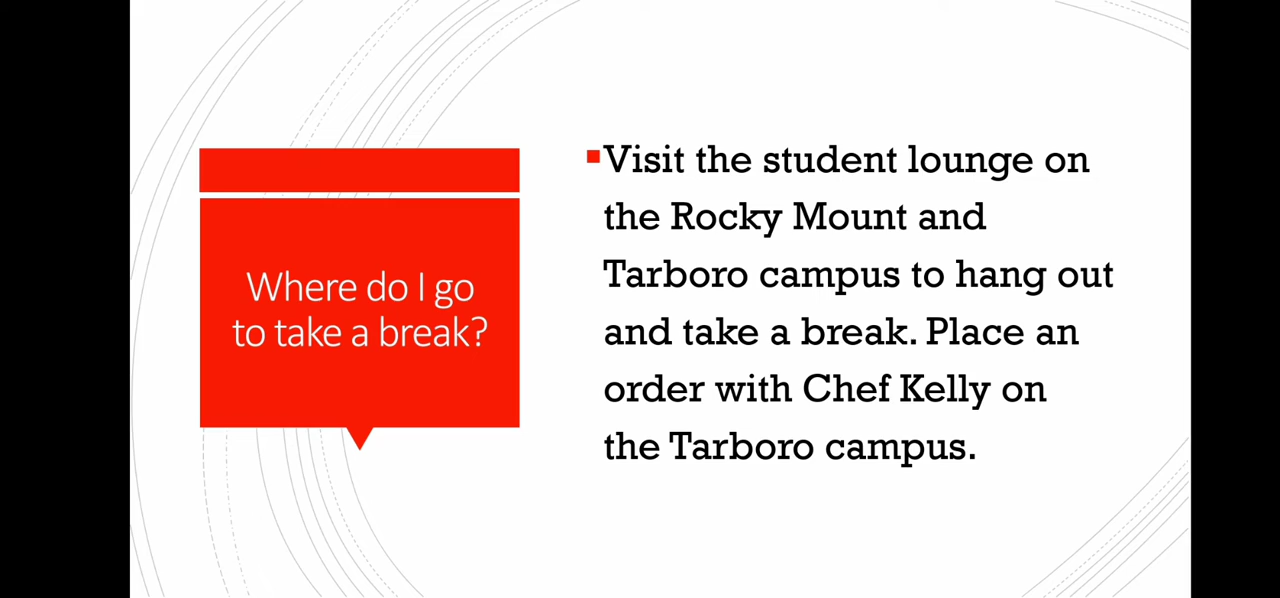 Where do I go
to take a break?
Visit the student lounge on
the Rocky Mount and
Tarboro campus to hang out
and take a break. Place an
order with Chef Kelly on
the Tarboro campus.